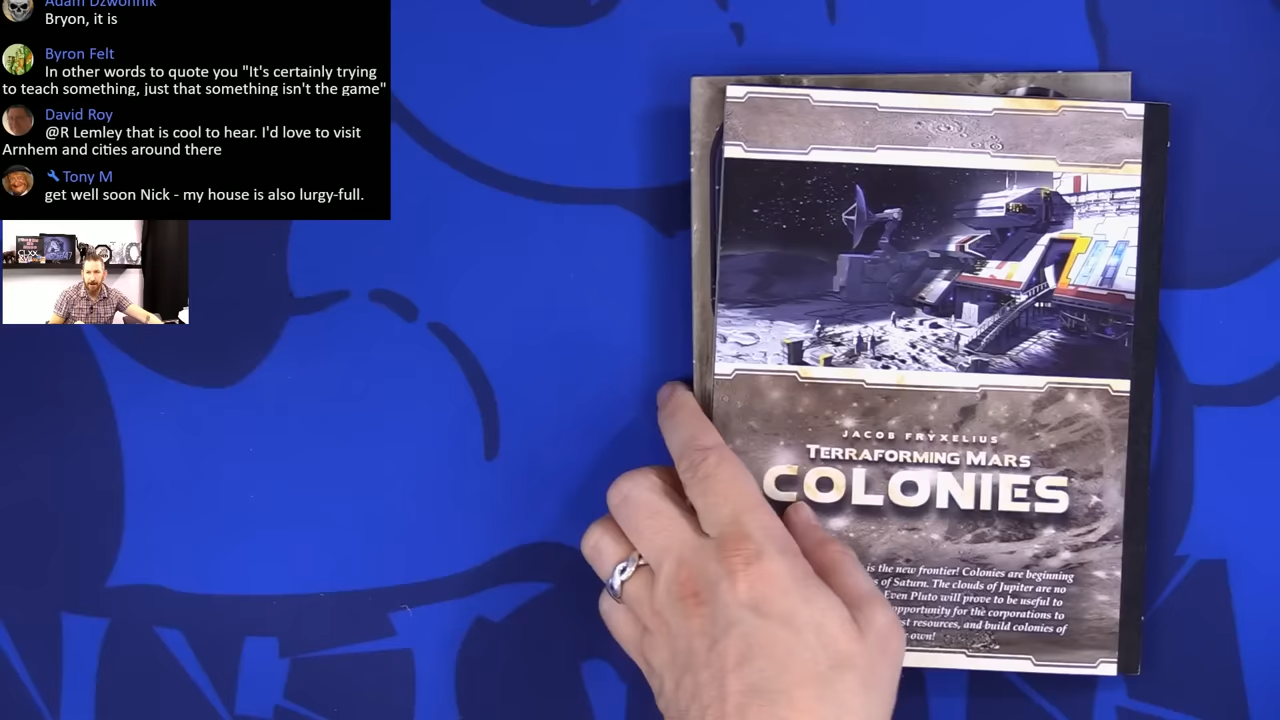 Adam Dzwonnik
Bryon, it is
Byron Felt
In other words to quote you "It's certainly trying
to teach something, just that something isn't the game"
David Roy
@R Lemley that is cool to hear. I'd love to visit
Arnhem and cities around there
Tony M
get well soon Nick - my house is also lurgy-full.
JACOB FRYXELIUS
TERRAFORMING MARS
COLONIES
is the new frontier! Colonies are beginning
s of Saturn. The clouds of Jupiter are no
Even Pluto will prove to be useful to
opportunity for the corporations to
st resources, and build colonies of
own!